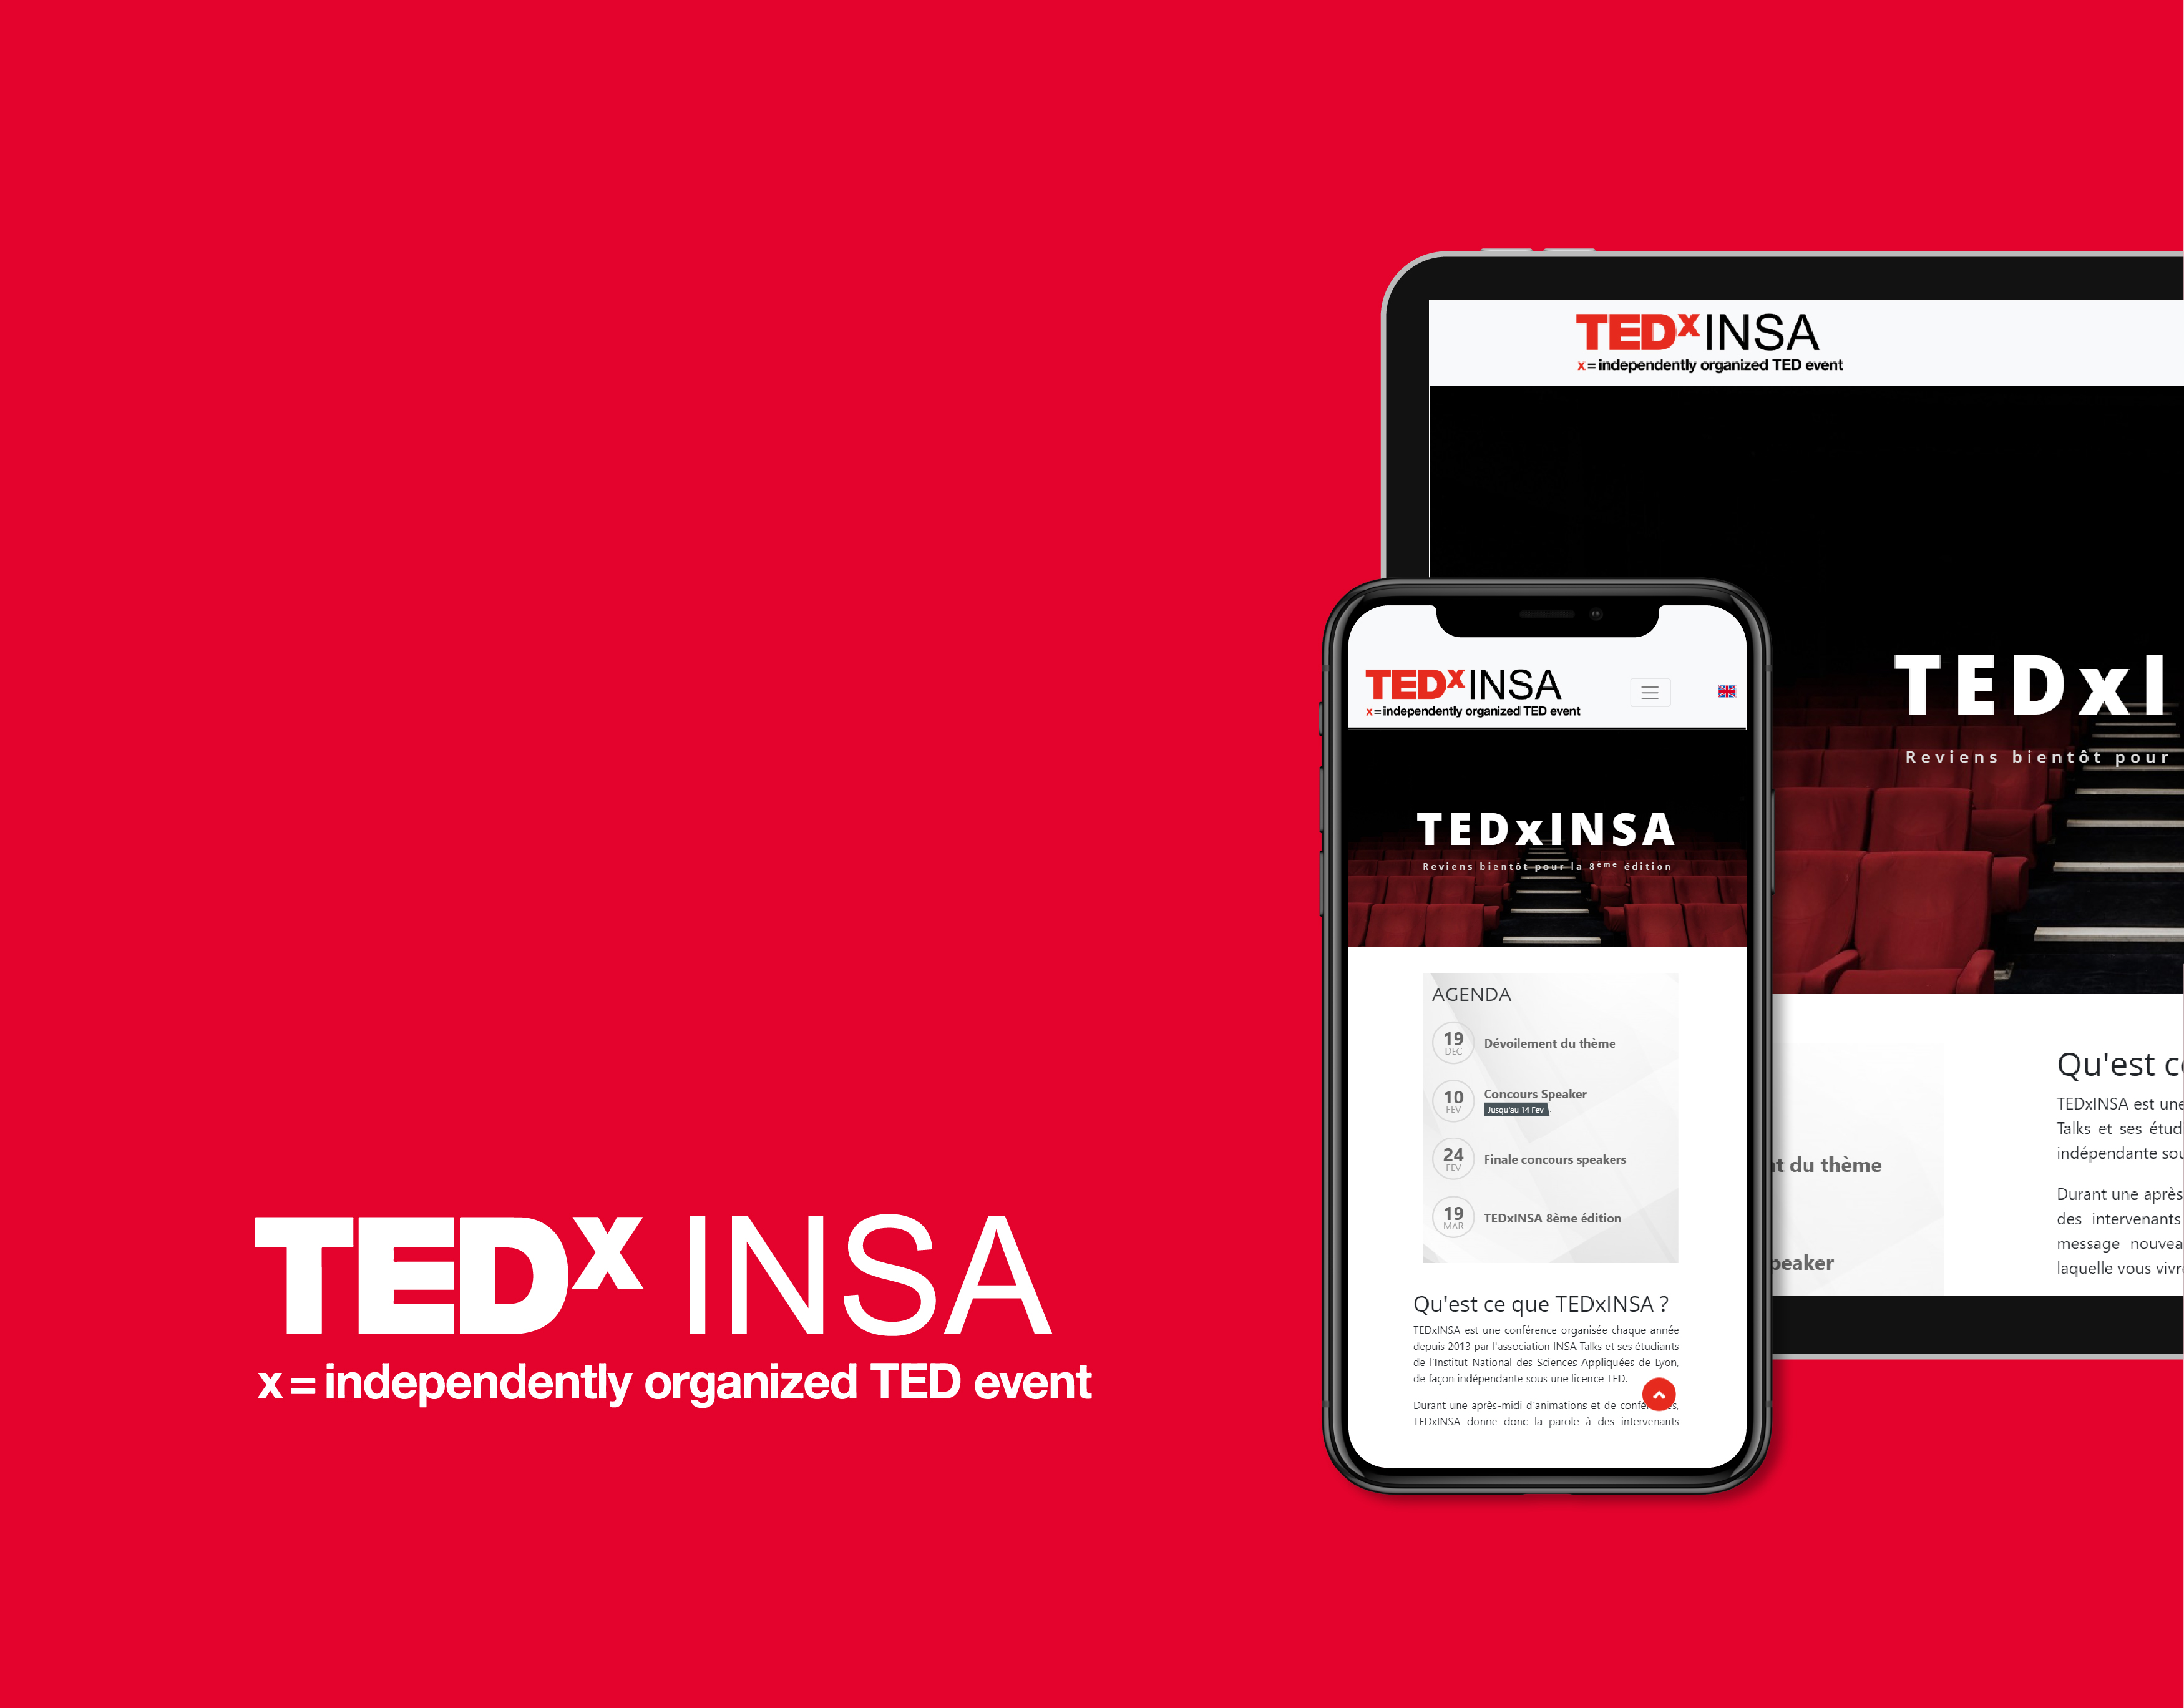 TEDx INSA
x = independently organized TED event
TEDxINSA
x = independently organized TED event
TEDxI
Reviens bientôt pour
Qu'est c
TEDxINSA est une
Talks et ses étud
indépendante sou
Durant une après
des intervenants
message nouvea
laquelle vous vivr
t du thème
peaker
TEDxINSA
x = independently organized TED event
TEDxINSA
Reviens bientôt pour la 8ème édition
AGENDA
19 DEC
Dévoilement du thème
10 FEV
Concours Speaker
Jusqu'au 14 Fev
24 FEV
Finale concours speakers
19 MAR
TEDxINSA 8ème édition
Qu'est ce que TEDxINSA ?
TEDxINSA est une conférence organisée chaque année
depuis 2013 par l'association INSA Talks et ses étudiants
de l'Institut National des Sciences Appliquées de Lyon,
de façon indépendante sous une licence TED.
Durant une après-midi d'animations et de confé s,
TEDxINSA donne donc la parole à des intervenants